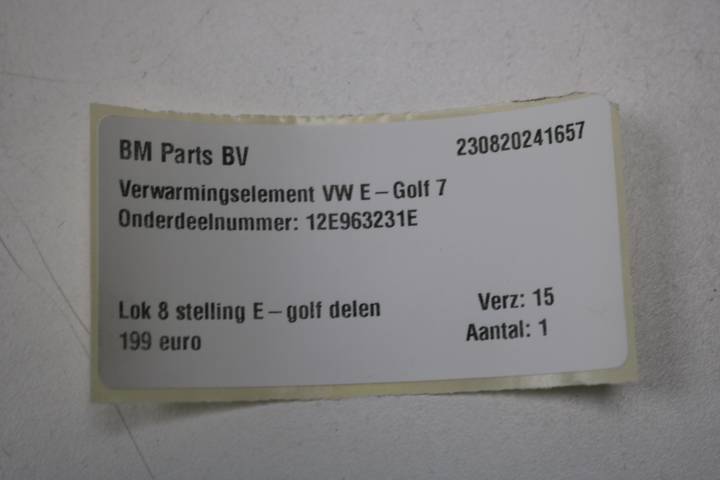 BM Parts BV 230820241657
Verwarmingselement VW E-Golf 7
Onderdeelnummer: 12E963231E
Lok 8 stelling E-golf delen Verz: 15
199 euro Aantal: 1